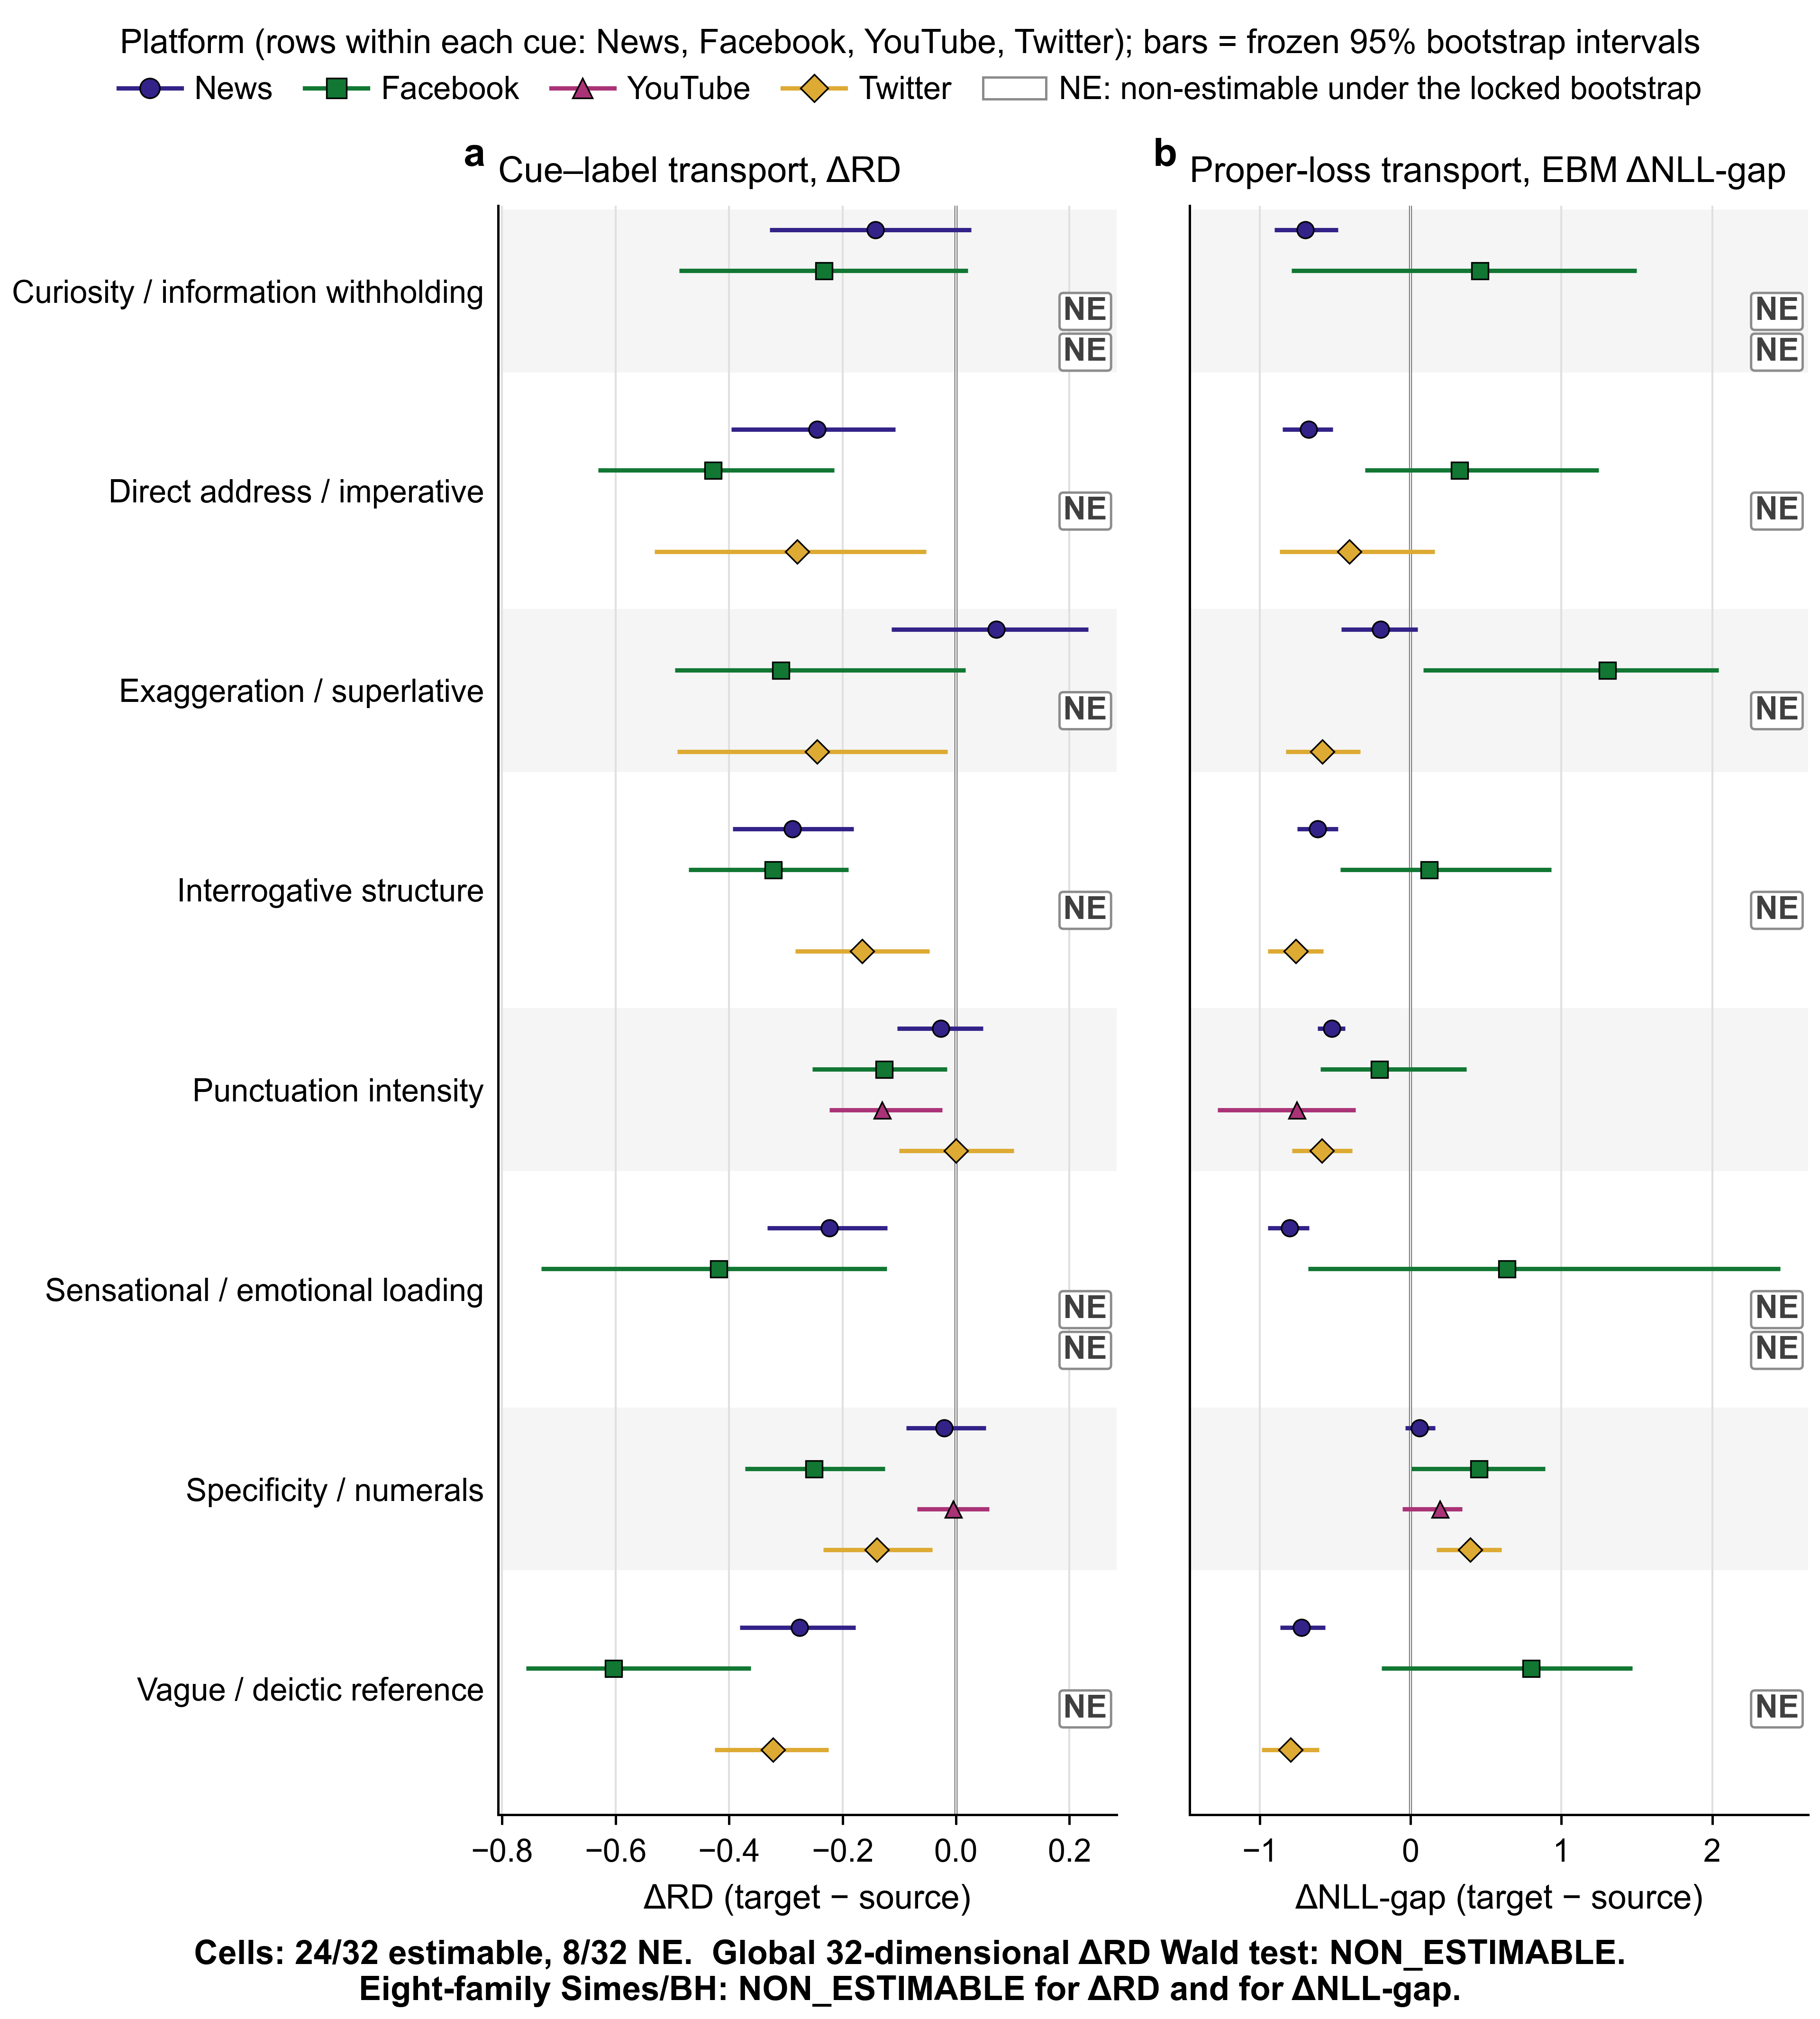 Platform (rows within each cue: News, Facebook, YouTube, Twitter); bars = frozen 95% bootstrap intervals
News Facebook YouTube Twitter NE: non-estimable under the locked bootstrap
a Cue–label transport, ΔRD
b Proper-loss transport, EBM ΔNLL-gap
Curiosity / information withholding
NE NE
NE NE
Direct address / imperative
NE NE
Exaggeration / superlative
NE NE
Interrogative structure
NE NE
Punctuation intensity
Sensational / emotional loading
NE NE
NE NE
Specificity / numerals
Vague / deictic reference
NE NE
−0.8 −0.6 −0.4 −0.2 0.0 0.2
−1 0 1 2
ΔRD (target − source)
ΔNLL-gap (target − source)
Cells: 24/32 estimable, 8/32 NE. Global 32-dimensional ΔRD Wald test: NON_ESTIMABLE.
Eight-family Simes/BH: NON_ESTIMABLE for ΔRD and for ΔNLL-gap.